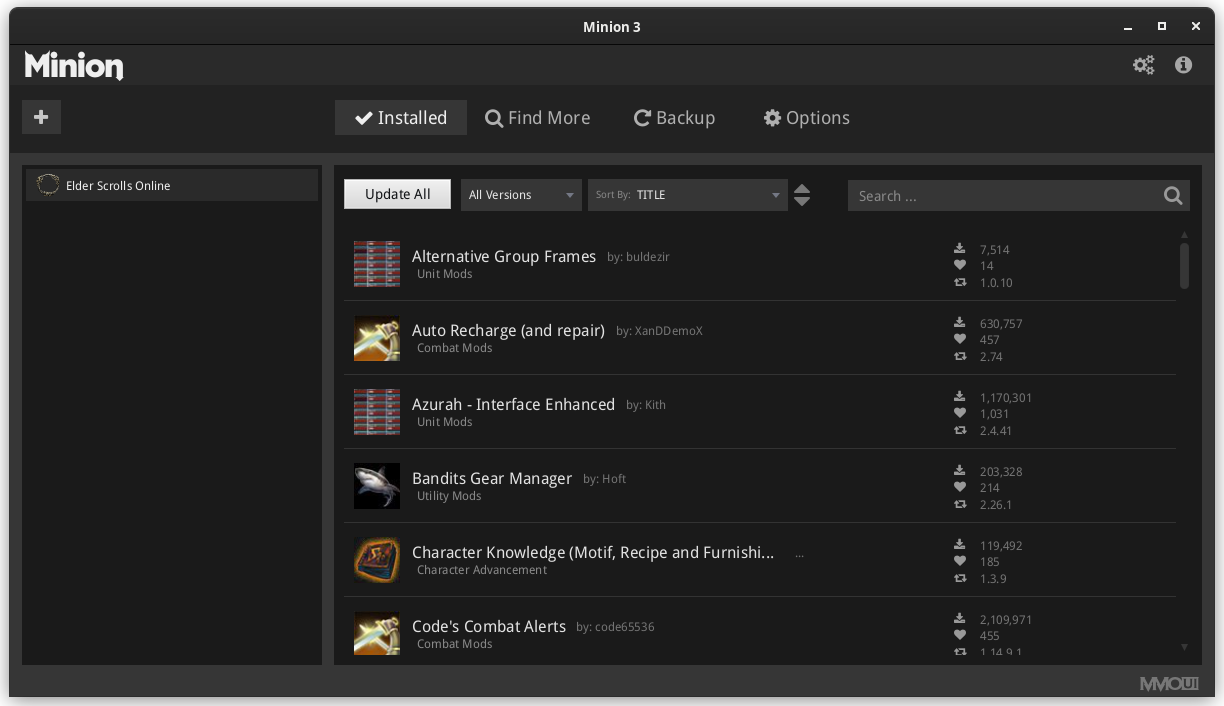 Minion 3
Minion
Installed
Find More
Backup
Options
Elder Scrolls Online
Update All
All Versions
Sort By: TITLE
Search ...
Alternative Group Frames by: buldezir
Unit Mods
7,514
14
1.0.10
Auto Recharge (and repair) by: XanDDemoX
Combat Mods
630,757
457
2.74
Azurah - Interface Enhanced by: Kith
Unit Mods
1,170,301
1,031
2.4.41
Bandits Gear Manager by: Hoft
Utility Mods
203,328
214
2.26.1
Character Knowledge (Motif, Recipe and Furnishi... ...
Character Advancement
119,492
185
1.3.9
Code's Combat Alerts by: code65536
Combat Mods
2,109,971
455
1.14.9.1
MMOUI